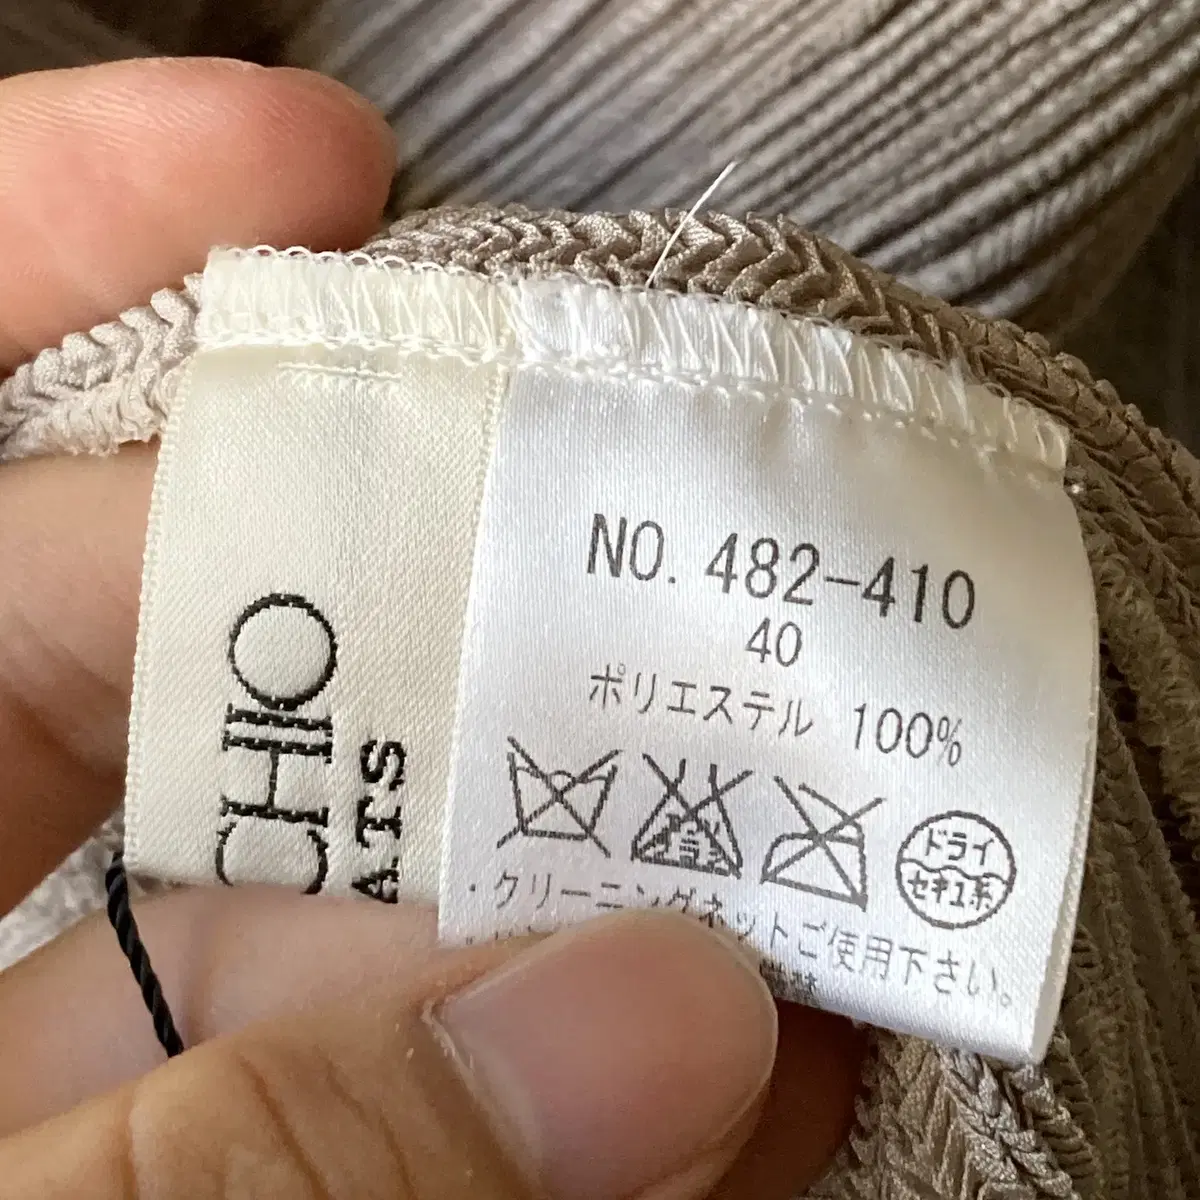 CHIO
ATS
NO. 482-410
40
ポリエステル 100%
ドライ
セキユ系
・クリーニングネットご使用下さい。